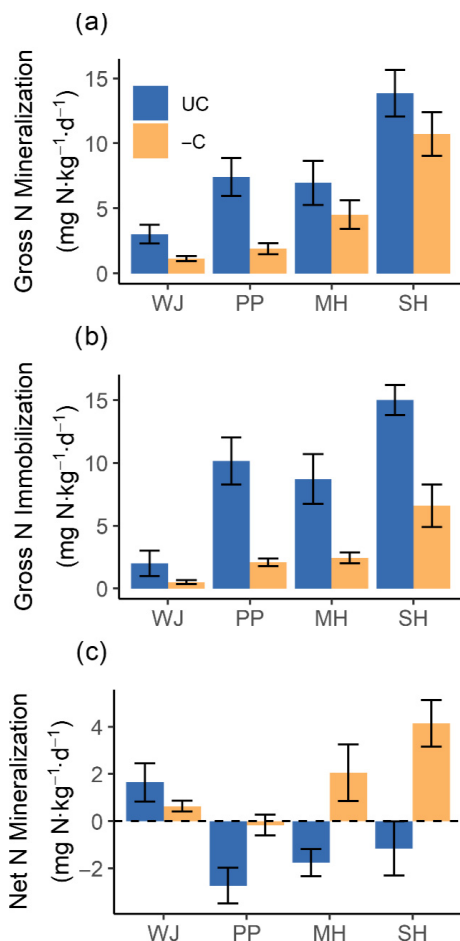 (a)
Gross N Mineralization
(mg N·kg⁻¹·d⁻¹)
15
10
5
0
UC
−C
WJ PP MH SH
(b)
Gross N Immobilization
(mg N·kg⁻¹·d⁻¹)
15
10
5
0
WJ PP MH SH
(c)
Net N Mineralization
(mg N·kg⁻¹·d⁻¹)
4
2
0
−2
WJ PP MH SH